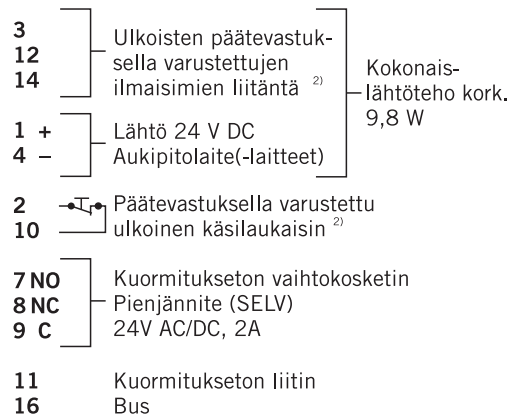 3
12
14
Ulkoisten päätevastuk-
sella varustettujen
ilmaisimien liitäntä 2)
1 +
4 –
Lähtö 24 V DC
Aukipitolaite(-laitteet)
Kokonais-
lähtöteho kork.
9,8 W
2
10
Päätevastuksella varustettu
ulkoinen käsilaukaisin 2)
7 NO
8 NC
9 C
Kuormitukseton vaihtokosketin
Pienjännite (SELV)
24V AC/DC, 2A
11 Kuormitukseton liitin
16 Bus